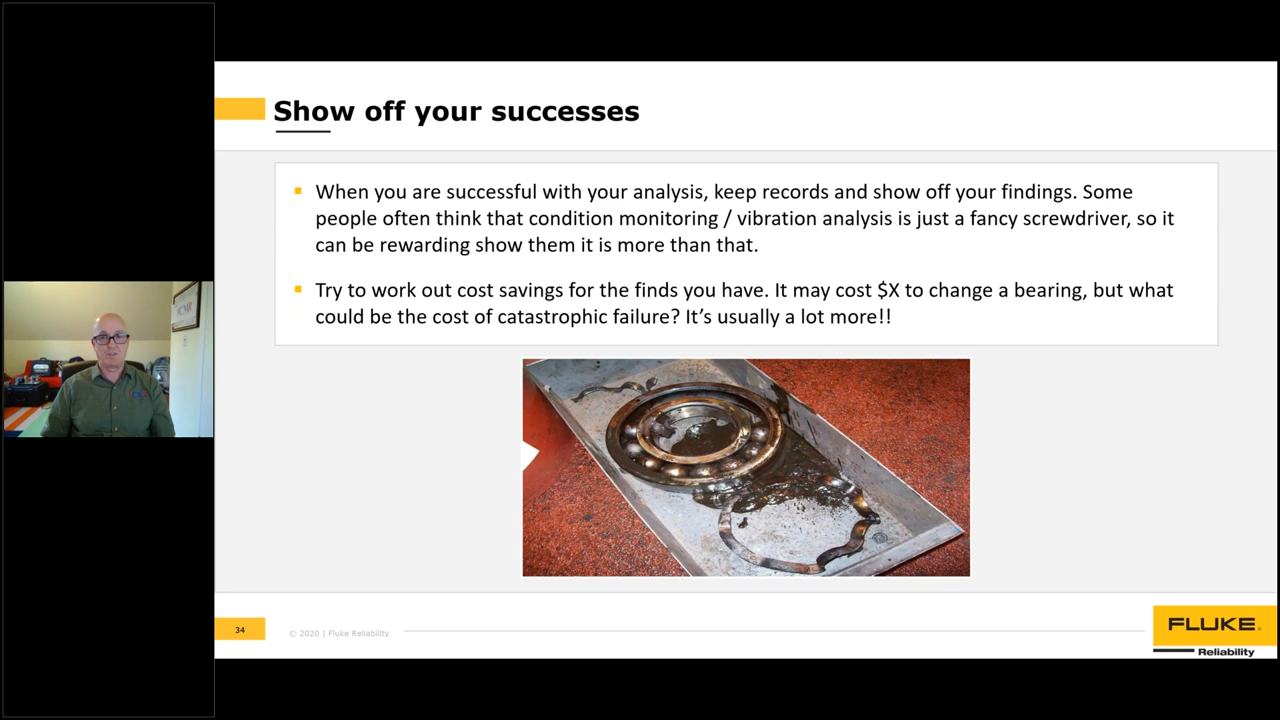 Show off your successes
When you are successful with your analysis, keep records and show off your findings. Some
people often think that condition monitoring / vibration analysis is just a fancy screwdriver, so it
can be rewarding show them it is more than that.
Try to work out cost savings for the finds you have. It may cost $X to change a bearing, but what
could be the cost of catastrophic failure? It’s usually a lot more!!
34
© 2020 | Fluke Reliability
FLUKE.
Reliability